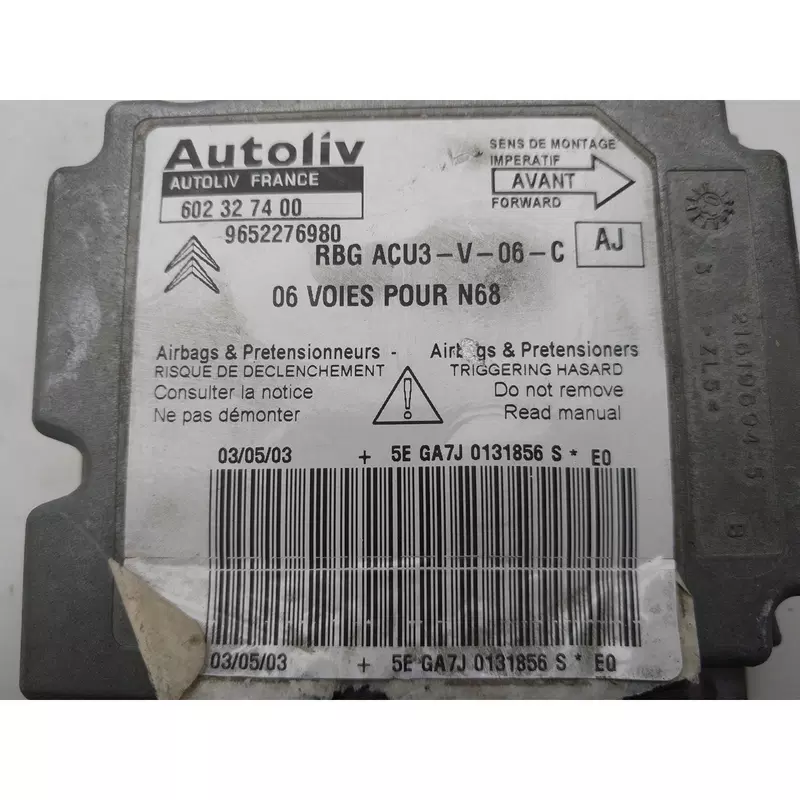 Autoliv
AUTOLIV FRANCE
602 32 74 00
9652276980
SENS DE MONTAGE
IMPERATIF
AVANT
FORWARD
RBG ACU3-V-06-C
AJ
06 VOIES POUR N68
Airbags & Pretensionneurs -
RISQUE DE DECLENCHEMENT
Consulter la notice
Ne pas démonter
!
Airbags & Pretensioners
TRIGGERING HASARD
Do not remove
Read manual
03/05/03 + 5E GA7J 0131856 S * E0
03/05/03 + 5E GA7J 0131856 S * E0